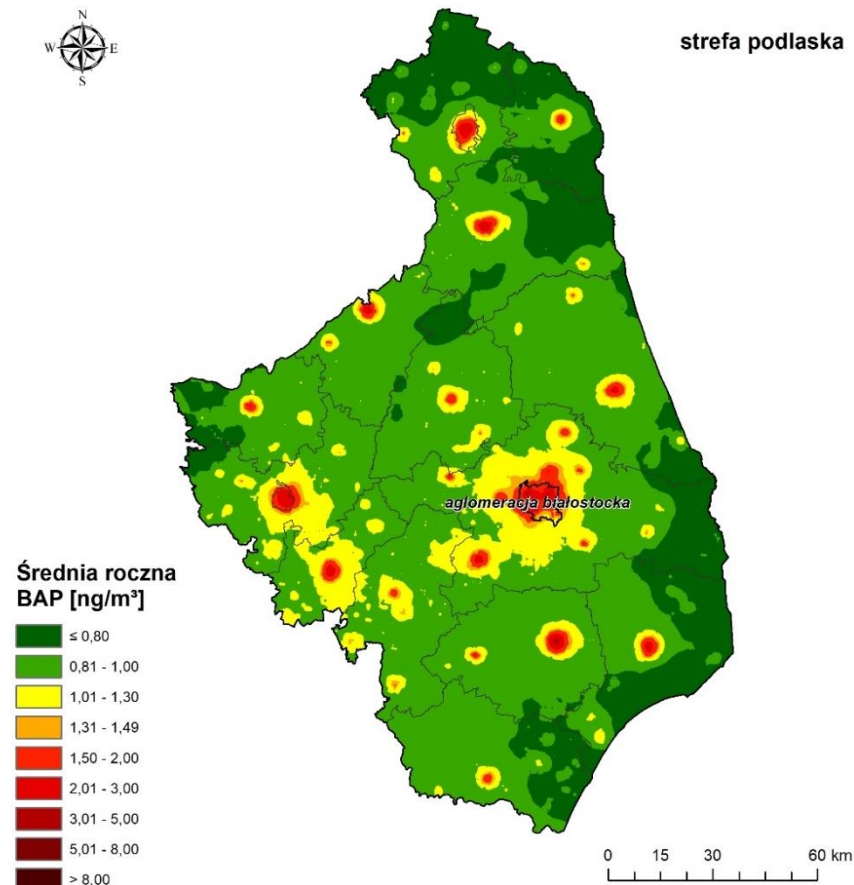 N
W E
S
strefa podlaska
aglomeracja białostocka
Średnia roczna
BAP [ng/m³]
≤ 0,80
0,81 - 1,00
1,01 - 1,30
1,31 - 1,49
1,50 - 2,00
2,01 - 3,00
3,01 - 5,00
5,01 - 8,00
> 8,00
0 15 30 60 km